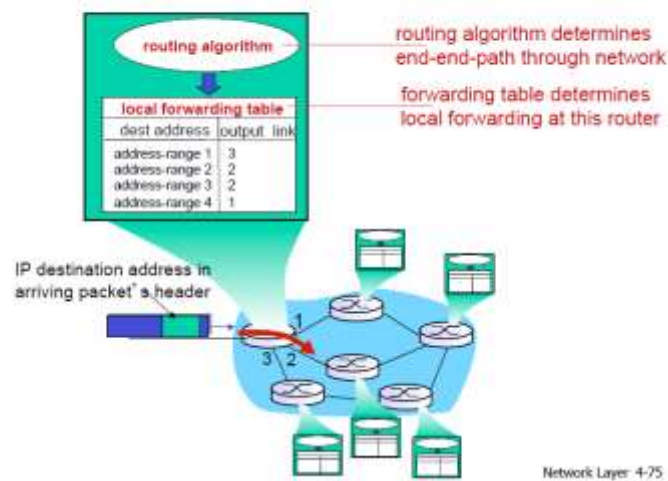 routing algorithm
routing algorithm determines
end-end-path through network
local forwarding table
forwarding table determines
local forwarding at this router
dest address output link
address-range 1 3
address-range 2 2
address-range 3 2
address-range 4 1
IP destination address in
arriving packet's header
1
3 2
Network Layer 4-75